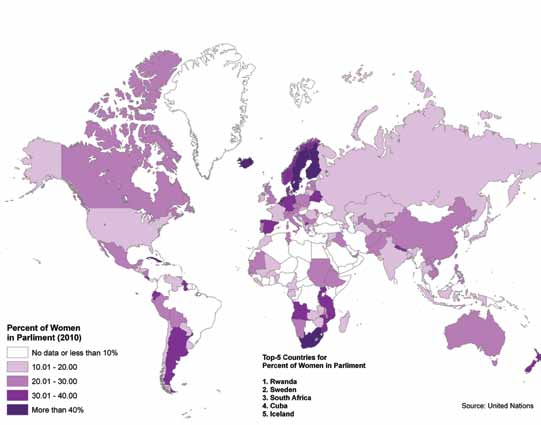 Percent of Women
in Parliment (2010)
No data or less than 10%
10.01 - 20.00
20.01 - 30.00
30.01 - 40.00
More than 40%
Top-5 Countries for
Percent of Women in Parliment
1. Rwanda
2. Sweden
3. South Africa
4. Cuba
5. Iceland
Source: United Nations